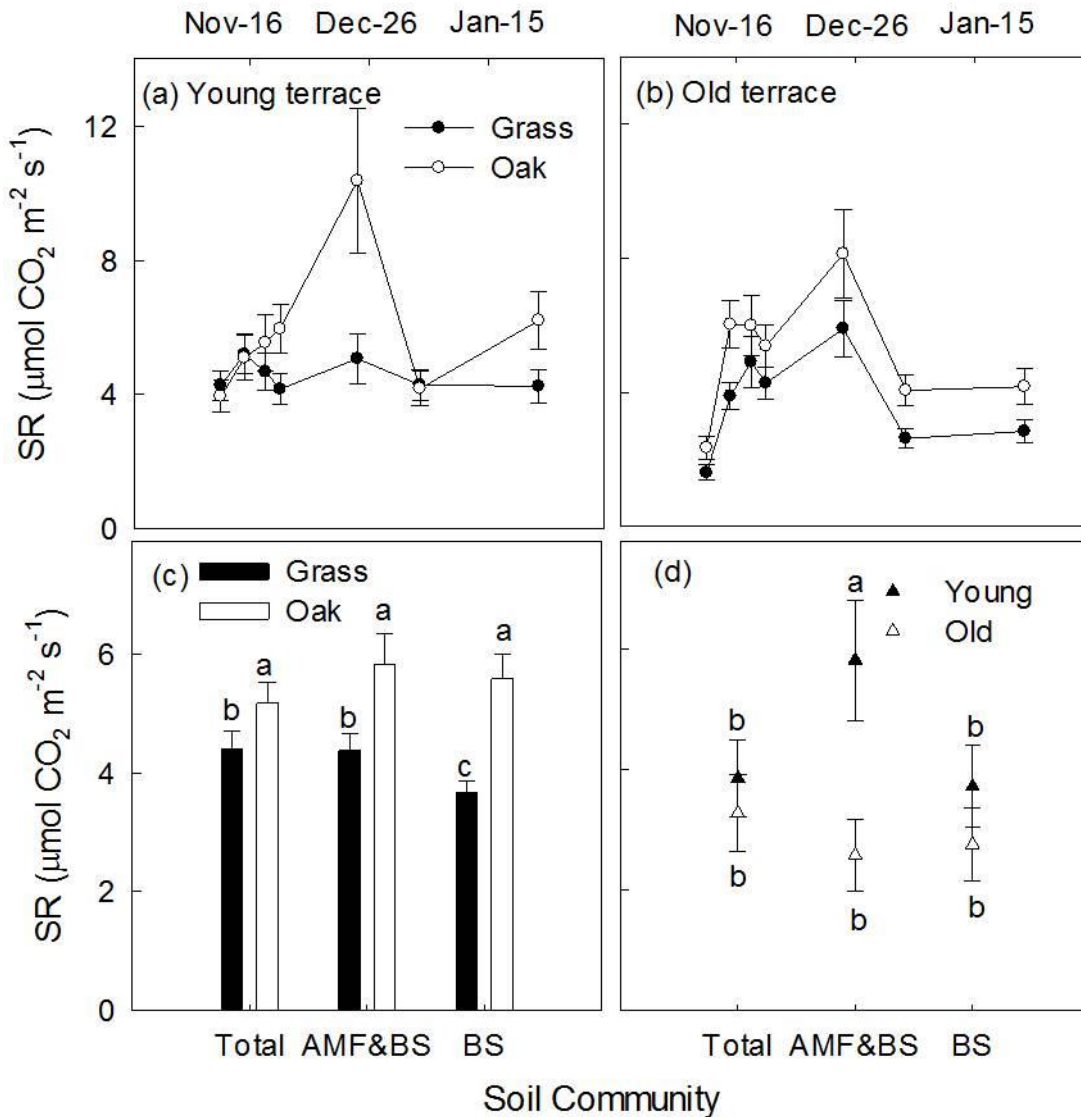 Nov-16 Dec-26 Jan-15 Nov-16 Dec-26 Jan-15
(a) Young terrace
Grass
Oak
(b) Old terrace
12
8
4
0
SR (µmol CO2 m-2 s-1)
(c)
Grass
Oak
a
a
a
b
b
c
6
4
2
0
SR (µmol CO2 m-2 s-1)
(d)
a
Young
Old
b
b
b
b
b
Total AMF&BS BS Total AMF&BS BS
Soil Community